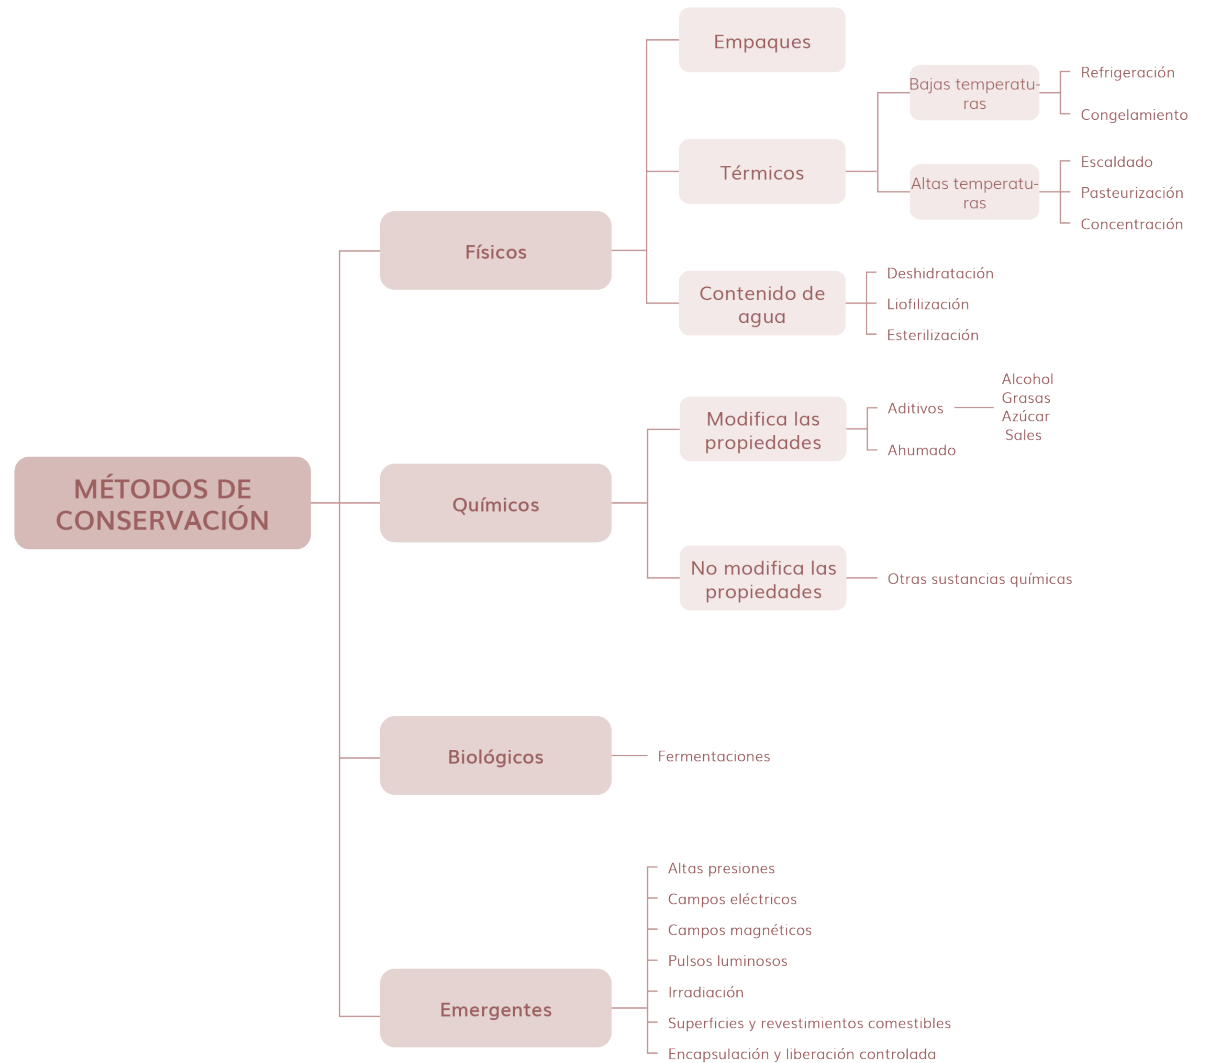 MÉTODOS DE
CONSERVACIÓN
Físicos
Empaques
Térmicos
Bajas temperatu-
ras
Refrigeración
Congelamiento
Altas temperatu-
ras
Escaldado
Pasteurización
Concentración
Contenido de
agua
Deshidratación
Liofilización
Esterilización
Químicos
Modifica las
propiedades
Aditivos
Alcohol
Grasas
Azúcar
Sales
Ahumado
No modifica las
propiedades
Otras sustancias químicas
Biológicos
Fermentaciones
Emergentes
Altas presiones
Campos eléctricos
Campos magnéticos
Pulsos luminosos
Irradiación
Superficies y revestimientos comestibles
Encapsulación y liberación controlada